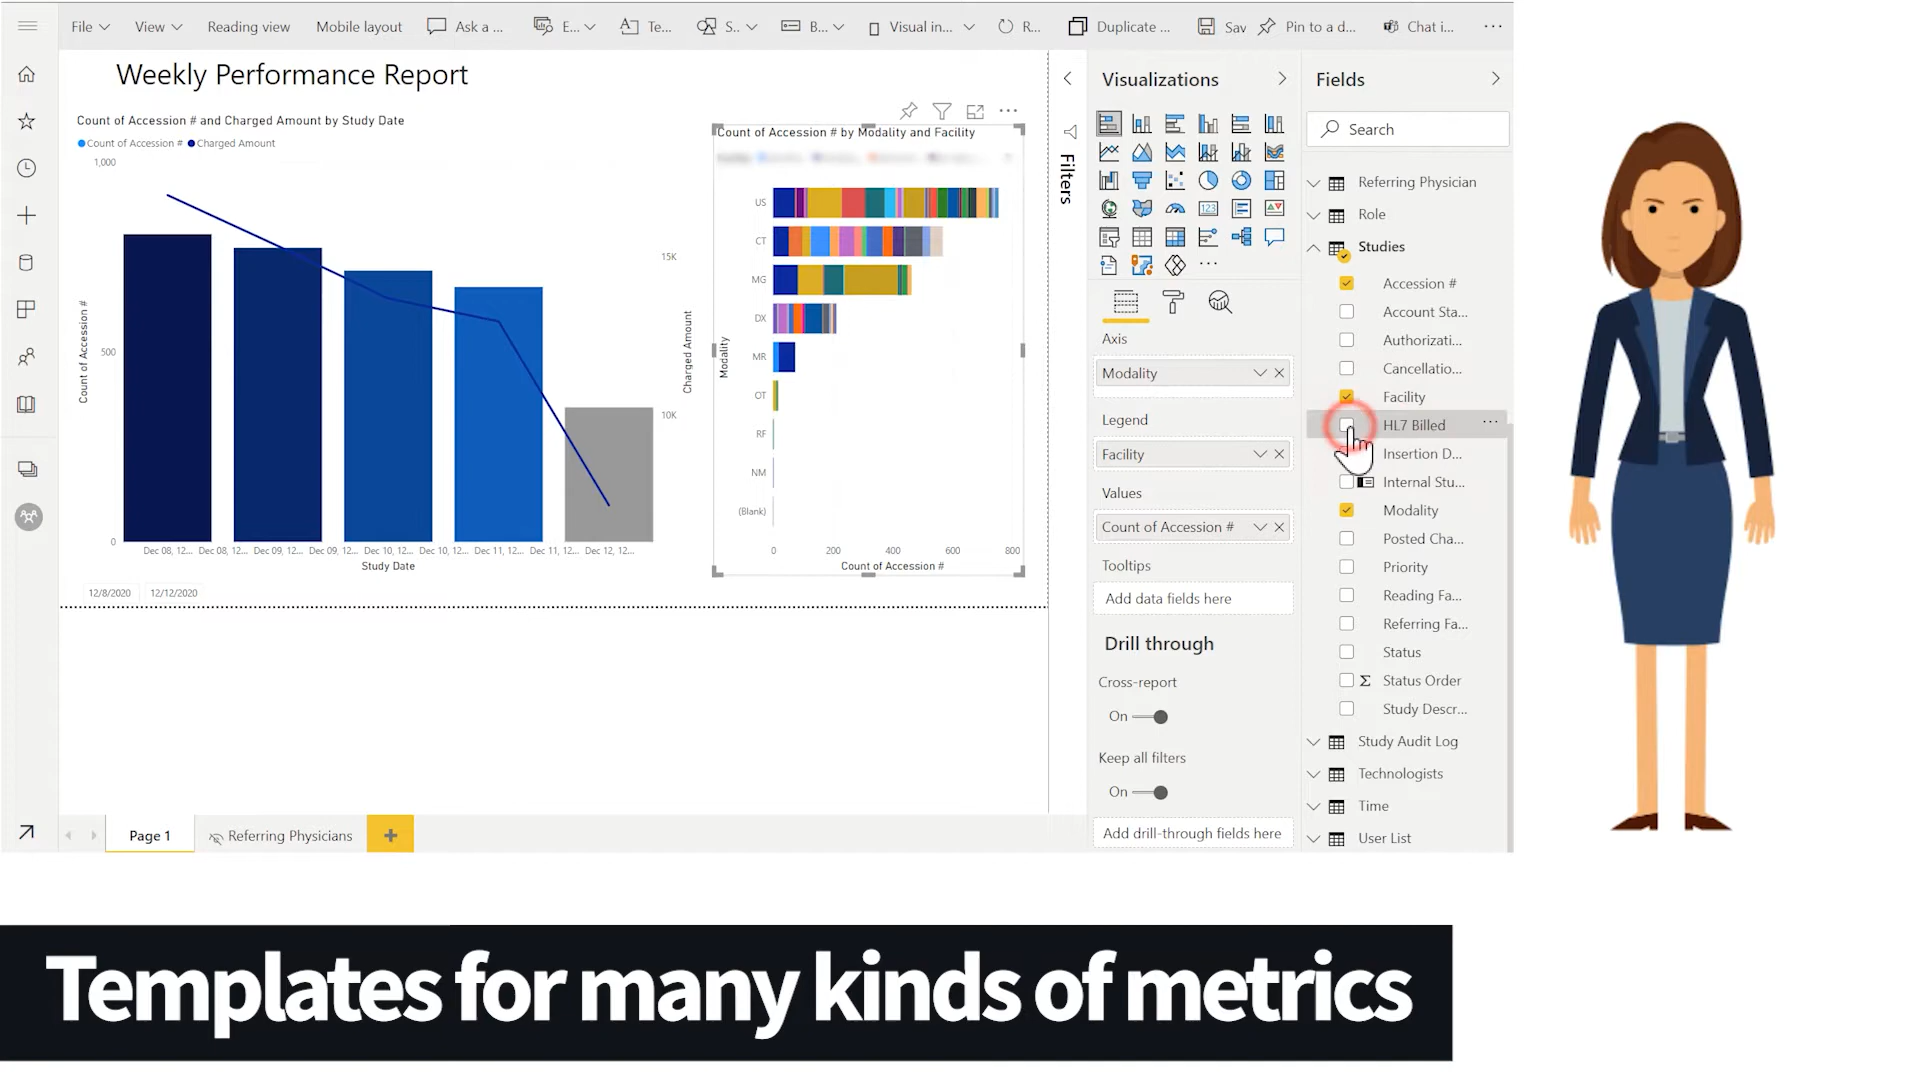 File View Reading view Mobile layout Ask a ... E... Te... S.. B... Visual in... R... Duplicate ... Sav Pin to a d... Chat i... ...
Weekly Performance Report
Count of Accession # and Charged Amount by Study Date
Count of Accession # Charged Amount
1,000
500
0
Count of Accession #
15K
10K
Charged Amount
Dec 08, 12... Dec 08, 12... Dec 09, 12... Dec 09, 12... Dec 10, 12... Dec 10, 12... Dec 11, 12... Dec 11, 12... Dec 12, 12...
Study Date
12/8/2020 12/12/2020
Count of Accession # by Modality and Facility
Modality
US
CT
MG
DX
MR
OT
RF
NM
(Blank)
0 200 400 600 800
Count of Accession #
Page 1 Referring Physicians +
Filters
Visualizations
Axis
Modality
Legend
Facility
Values
Count of Accession #
Tooltips
Add data fields here
Drill through
Cross-report
On
Keep all filters
On
Add drill-through fields here
Fields
Search
Referring Physician
Role
Studies
Accession #
Account Sta...
Authorizati...
Cancellatio...
Facility
HL7 Billed ...
Insertion D...
Internal Stu...
Modality
Posted Cha...
Priority
Reading Fa...
Referring Fa...
Status
Σ Status Order
Study Descr...
Study Audit Log
Technologists
Time
User List
Templates for many kinds of metrics